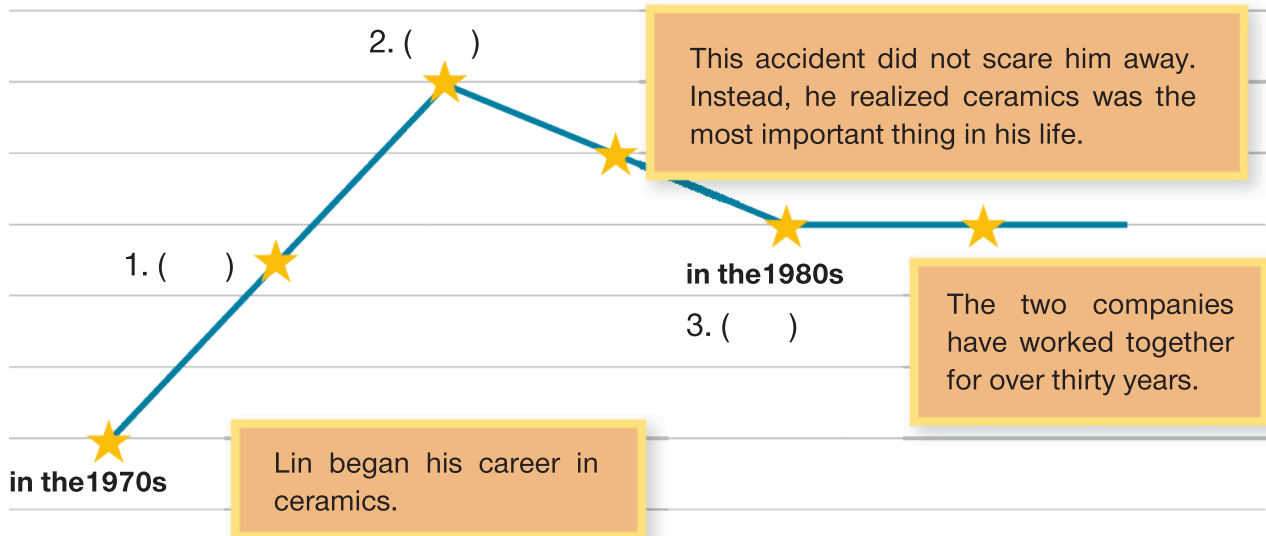 2. (     )
This accident did not scare him away.
Instead, he realized ceramics was the
most important thing in his life.
1. (     )
in the1980s
3. (     )
The two companies
have worked together
for over thirty years.
in the1970s
Lin began his career in
ceramics.